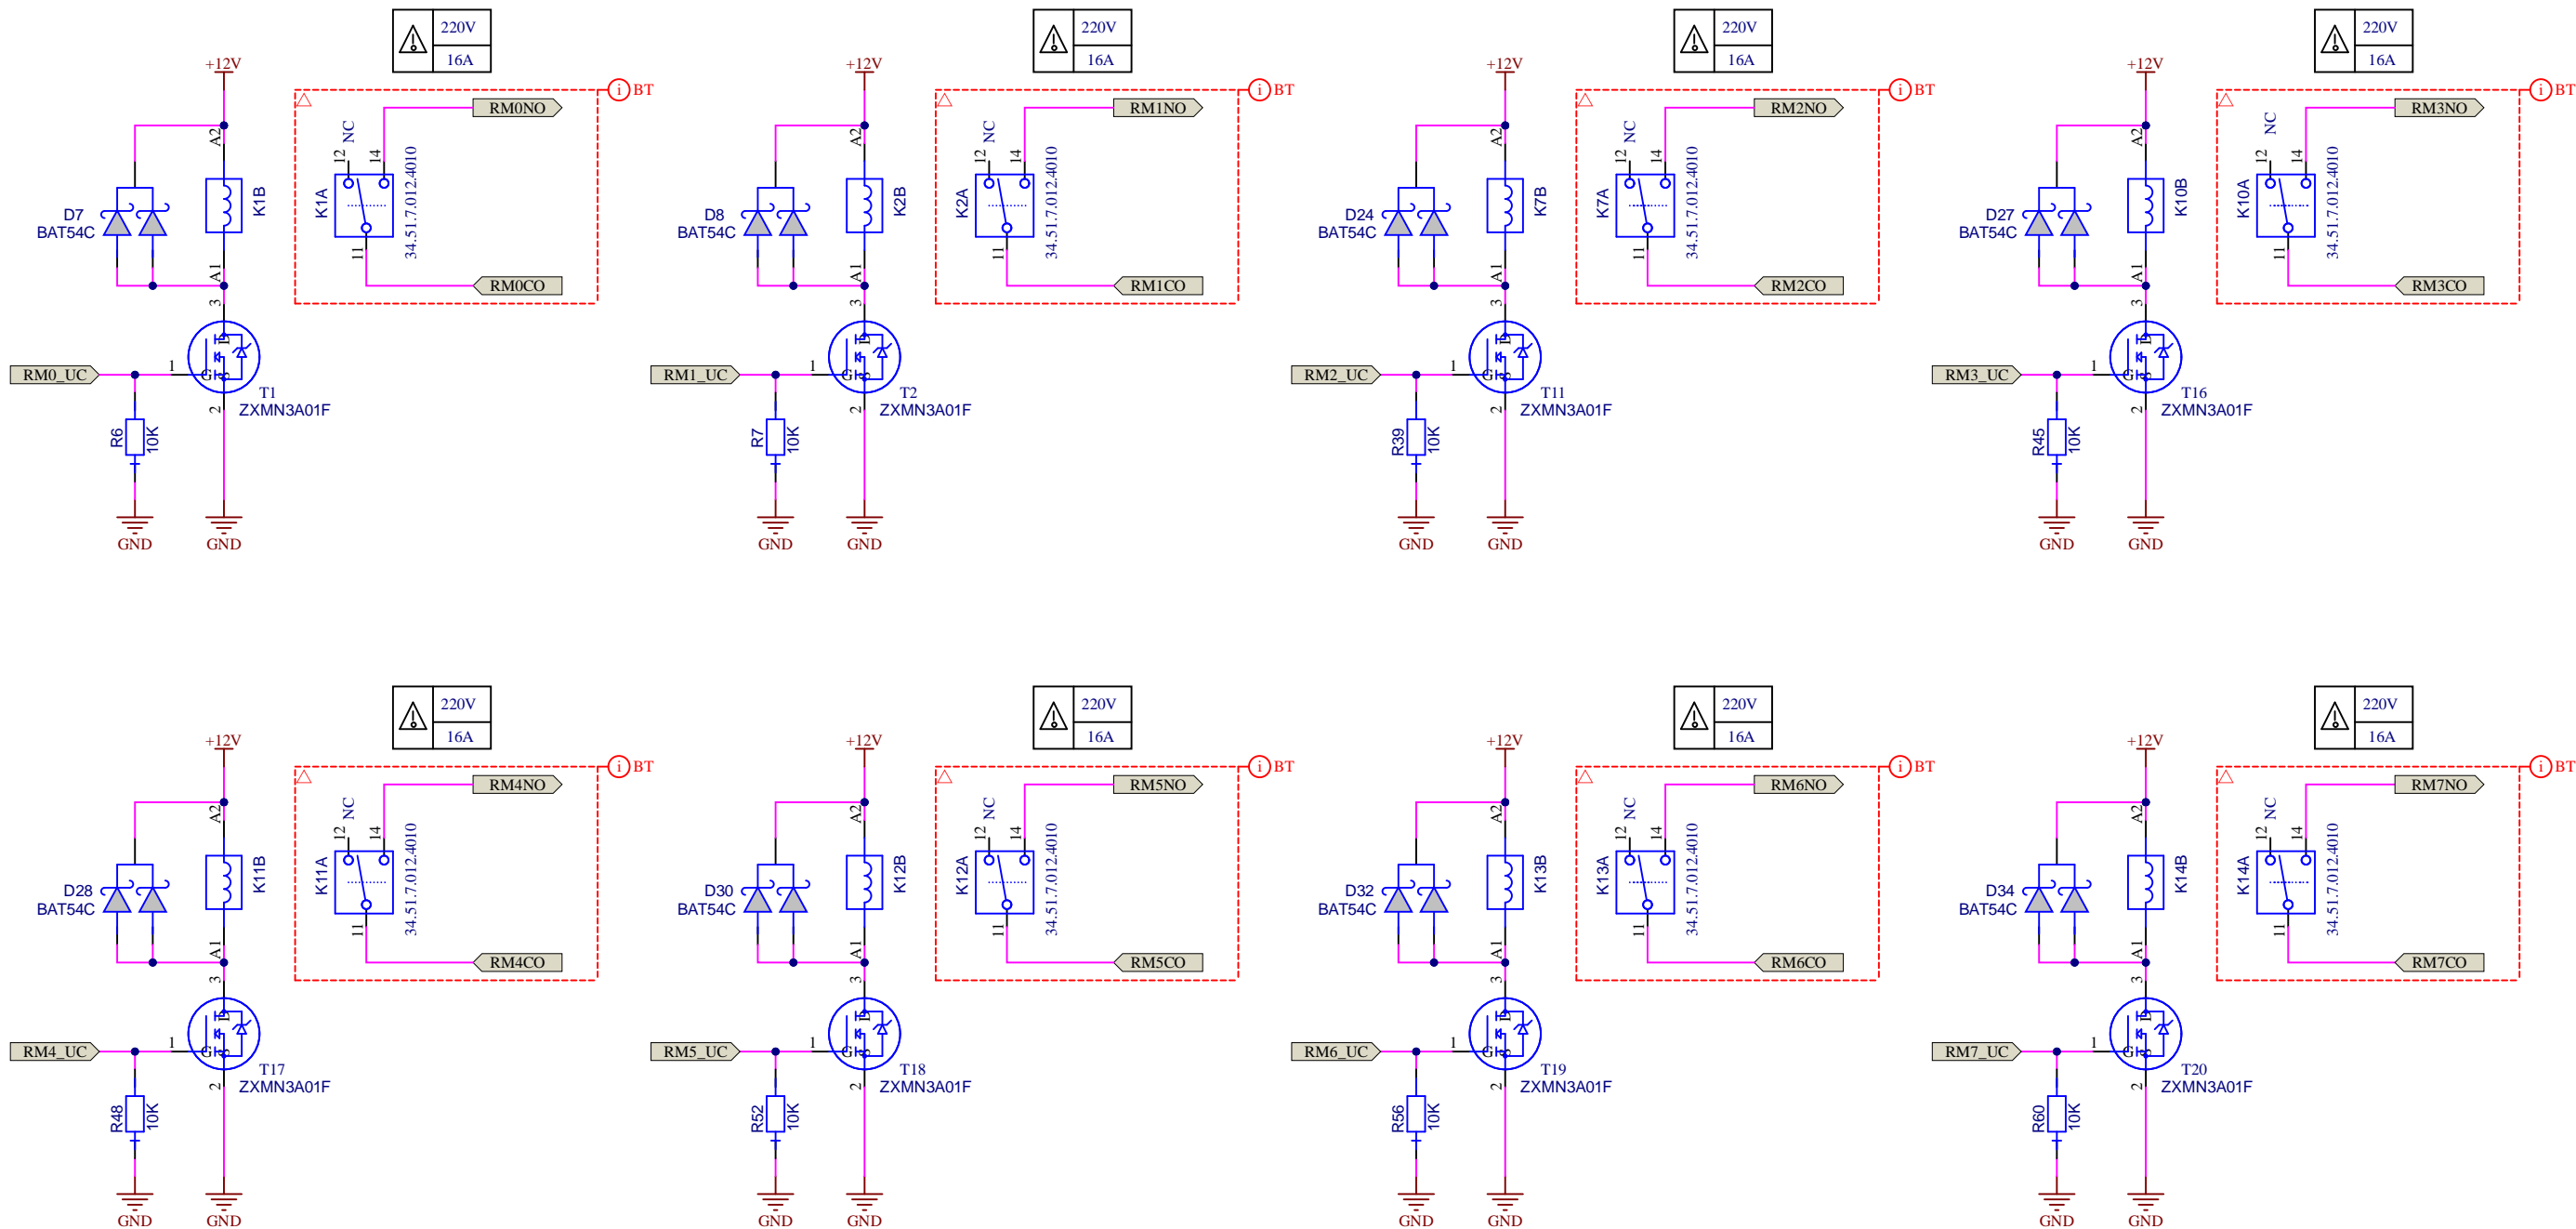 220V
16A
+12V
BT
RM0NO
A2
12
NC
14
K1A
34.51.7.012.4010
K1B
D7
BAT54C
11
A1
RM0CO
3
D
RM0_UC
1
G
S
T1
ZXMN3A01F
2
R6
10K
GND
GND
220V
16A
+12V
BT
RM1NO
A2
12
NC
14
K2A
34.51.7.012.4010
K2B
D8
BAT54C
11
A1
RM1CO
3
D
RM1_UC
1
G
S
T2
ZXMN3A01F
2
R7
10K
GND
GND
220V
16A
+12V
BT
RM2NO
A2
12
NC
14
K7A
34.51.7.012.4010
K7B
D24
BAT54C
11
A1
RM2CO
3
D
RM2_UC
1
G
S
T11
ZXMN3A01F
2
R39
10K
GND
GND
220V
16A
+12V
BT
RM3NO
A2
12
NC
14
K10A
34.51.7.012.4010
K10B
D27
BAT54C
11
A1
RM3CO
3
D
RM3_UC
1
G
S
T16
ZXMN3A01F
2
R45
10K
GND
GND
220V
16A
+12V
BT
RM4NO
A2
12
NC
14
K11A
34.51.7.012.4010
K11B
D28
BAT54C
11
A1
RM4CO
3
D
RM4_UC
1
G
S
T17
ZXMN3A01F
2
R48
10K
GND
GND
220V
16A
+12V
BT
RM5NO
A2
12
NC
14
K12A
34.51.7.012.4010
K12B
D30
BAT54C
11
A1
RM5CO
3
D
RM5_UC
1
G
S
T18
ZXMN3A01F
2
R52
10K
GND
GND
220V
16A
+12V
BT
RM6NO
A2
12
NC
14
K13A
34.51.7.012.4010
K13B
D32
BAT54C
11
A1
RM6CO
3
D
RM6_UC
1
G
S
T19
ZXMN3A01F
2
R56
10K
GND
GND
220V
16A
+12V
BT
RM7NO
A2
12
NC
14
K14A
34.51.7.012.4010
K14B
D34
BAT54C
11
A1
RM7CO
3
D
RM7_UC
1
G
S
T20
ZXMN3A01F
2
R60
10K
GND
GND